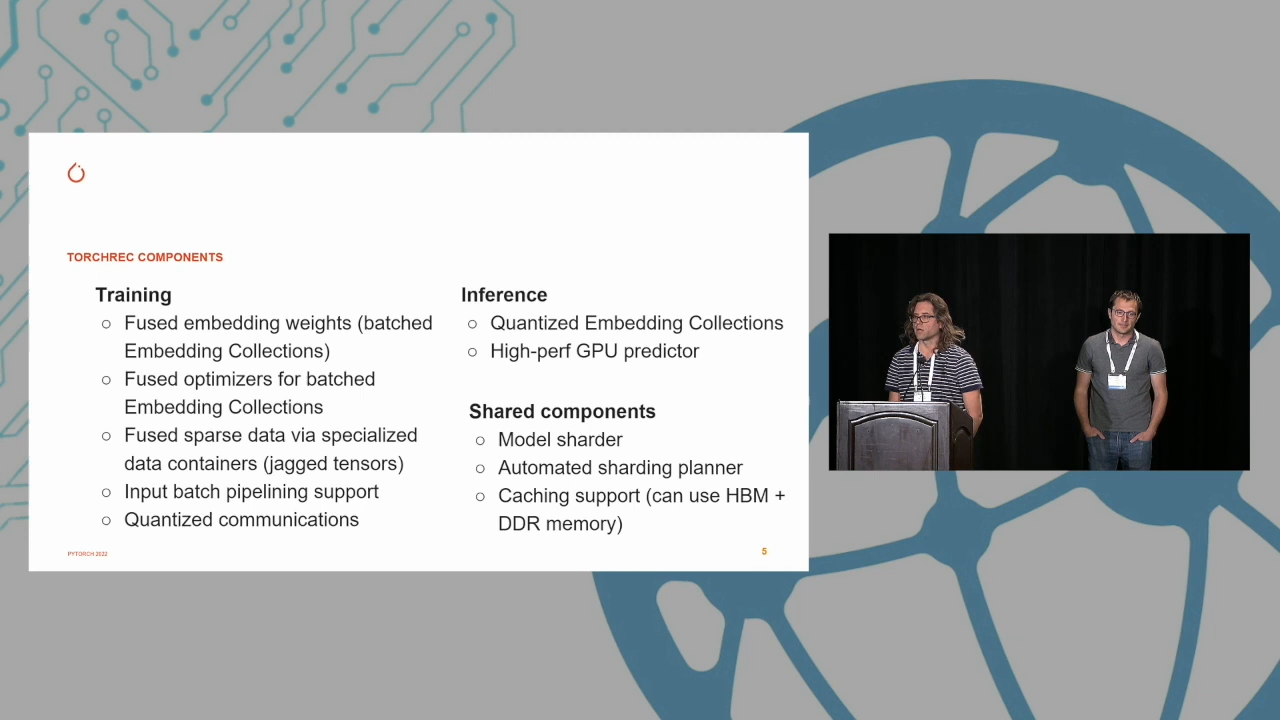 TORCHREC COMPONENTS
Training
○ Fused embedding weights (batched
Embedding Collections)
○ Fused optimizers for batched
Embedding Collections
○ Fused sparse data via specialized
data containers (jagged tensors)
○ Input batch pipelining support
○ Quantized communications
Inference
○ Quantized Embedding Collections
○ High-perf GPU predictor
Shared components
○ Model sharder
○ Automated sharding planner
○ Caching support (can use HBM +
DDR memory)
PYTORCH 2022
5